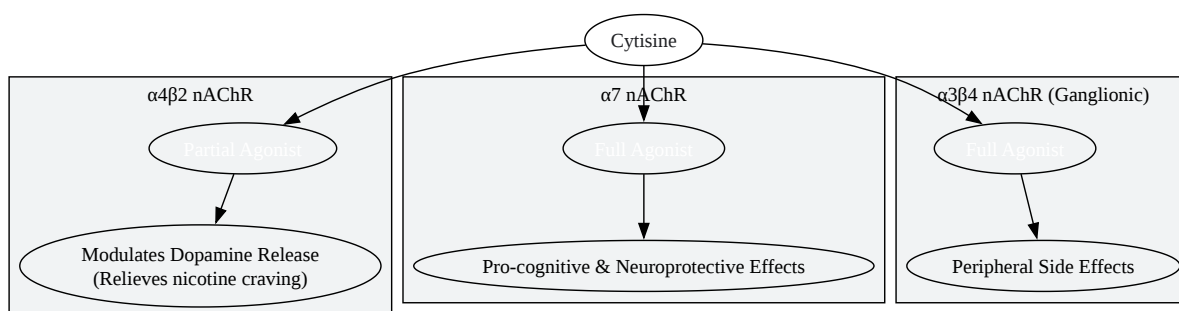 Cytisine
α4β2 nAChR
α7 nAChR
α3β4 nAChR (Ganglionic)
Partial Agonist
Full Agonist
Full Agonist
Modulates Dopamine Release
(Relieves nicotine craving)
Pro-cognitive & Neuroprotective Effects
Peripheral Side Effects